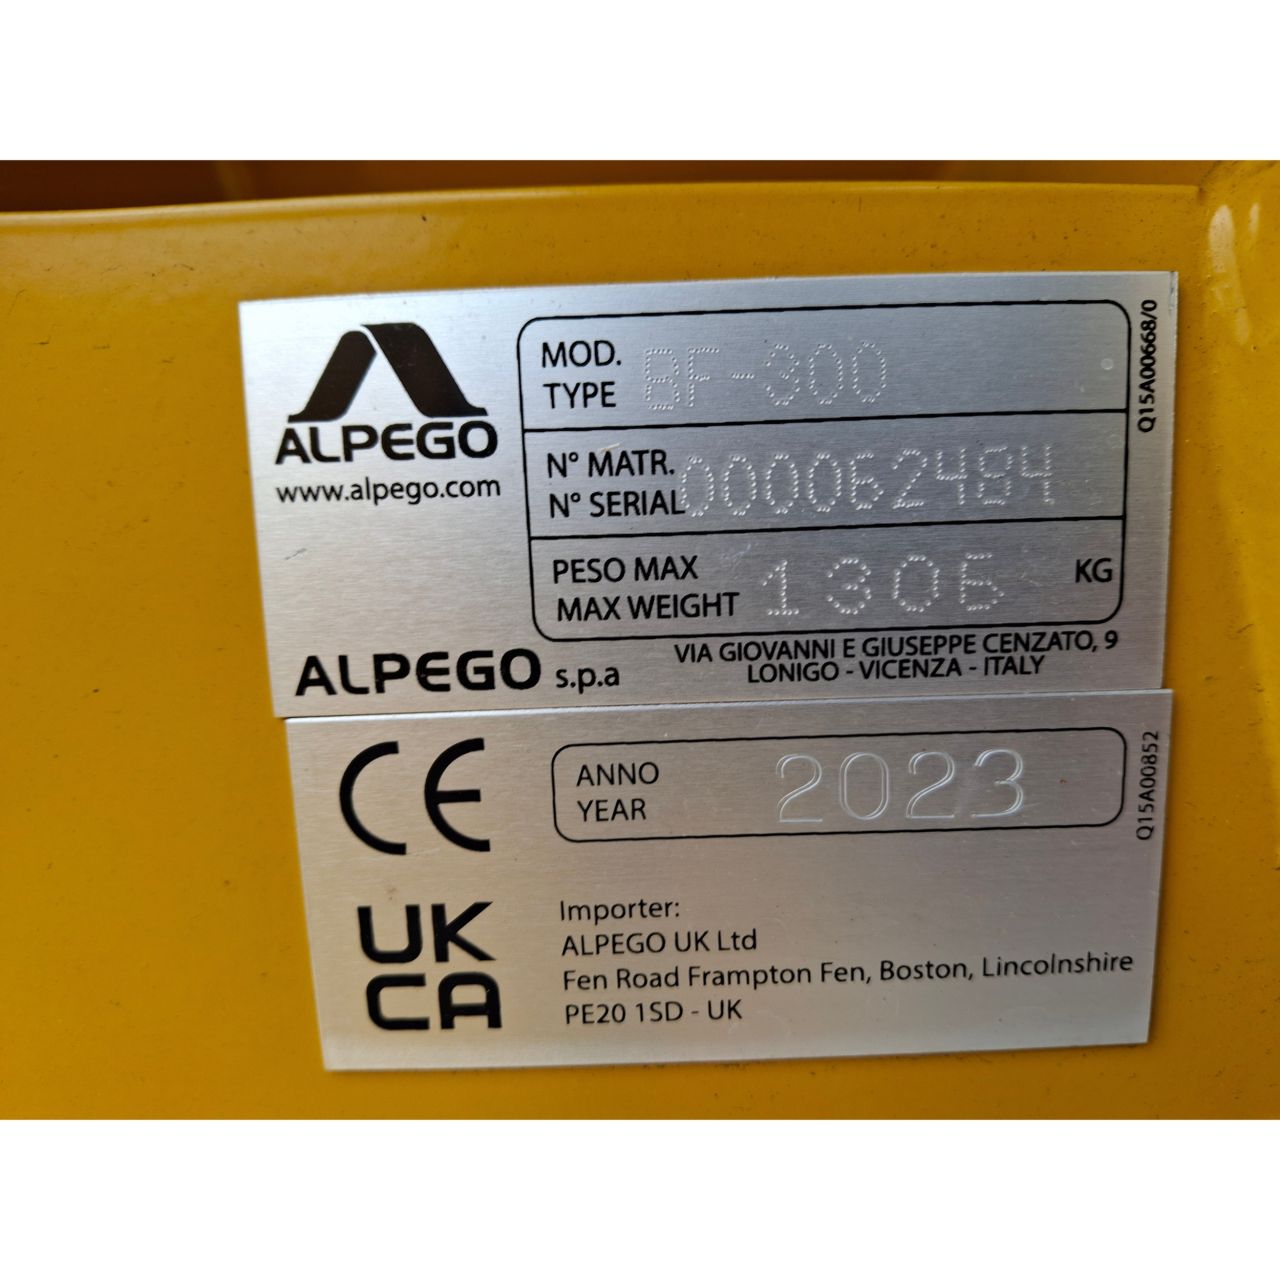 ALPEGO
www.alpego.com
MOD.
TYPE
BF-300
N° MATR.
N° SERIAL
000062484
PESO MAX
MAX WEIGHT
1305
KG
Q15A00668/0
ALPEGO s.p.a
VIA GIOVANNI E GIUSEPPE CENZATO, 9
LONIGO - VICENZA - ITALY
CE
ANNO
YEAR
2023
Q15A00852
UK
CA
Importer:
ALPEGO UK Ltd
Fen Road Frampton Fen, Boston, Lincolnshire
PE20 1SD - UK